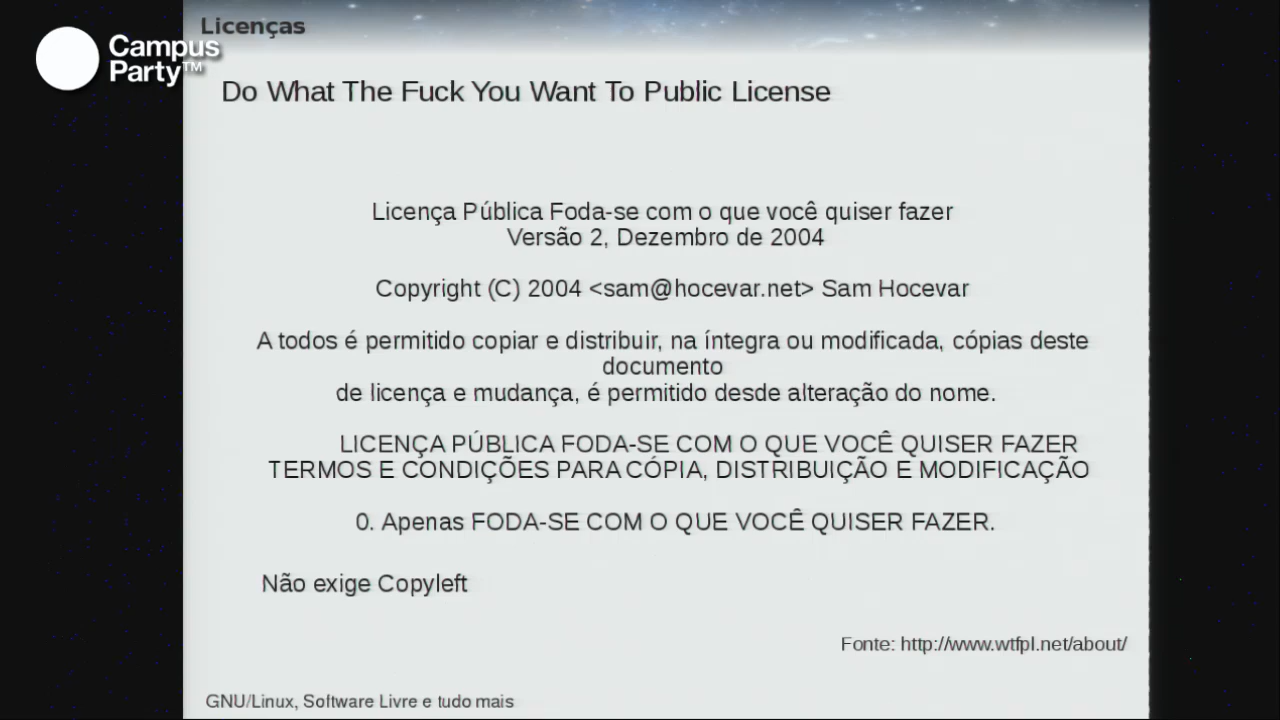 Licenças
Campus
Party™
Do What The Fuck You Want To Public License
Licença Pública Foda-se com o que você quiser fazer
Versão 2, Dezembro de 2004
Copyright (C) 2004 <sam@hocevar.net> Sam Hocevar
A todos é permitido copiar e distribuir, na íntegra ou modificada, cópias deste
documento
de licença e mudança, é permitido desde alteração do nome.
LICENÇA PÚBLICA FODA-SE COM O QUE VOCÊ QUISER FAZER
TERMOS E CONDIÇÕES PARA CÓPIA, DISTRIBUIÇÃO E MODIFICAÇÃO
0. Apenas FODA-SE COM O QUE VOCÊ QUISER FAZER.
Não exige Copyleft
Fonte: http://www.wtfpl.net/about/
GNU/Linux, Software Livre e tudo mais